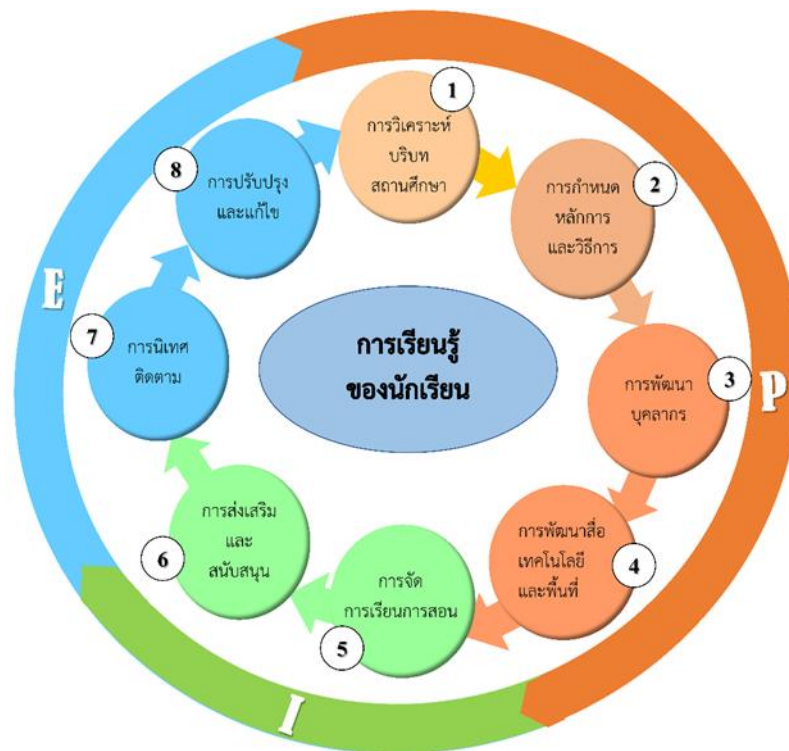 1
การวิเคราะห์
บริบท
สถานศึกษา
2
การกำหนด
หลักการ
และวิธีการ
3
การพัฒนา
บุคลากร
4
การพัฒนาสื่อ
เทคโนโลยี
และพื้นที่
5
การจัด
การเรียนการสอน
6
การส่งเสริม
และ
สนับสนุน
7
การนิเทศ
ติดตาม
8
การปรับปรุง
และแก้ไข
การเรียนรู้
ของนักเรียน
P
I
E